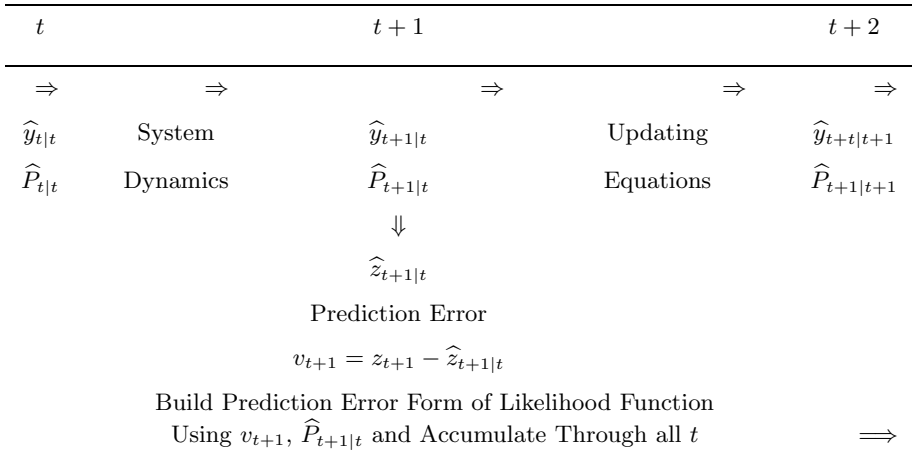 t t + 1 t + 2
⇒ ⇒ ⇒ ⇒ ⇒
ŷ_{t|t} System ŷ_{t+1|t} Updating ŷ_{t+t|t+1}
P̂_{t|t} Dynamics P̂_{t+1|t} Equations P̂_{t+1|t+1}
⇓
ẑ_{t+1|t}
Prediction Error
v_{t+1} = z_{t+1} − ẑ_{t+1|t}
Build Prediction Error Form of Likelihood Function
Using v_{t+1}, P̂_{t+1|t} and Accumulate Through all t ⟹